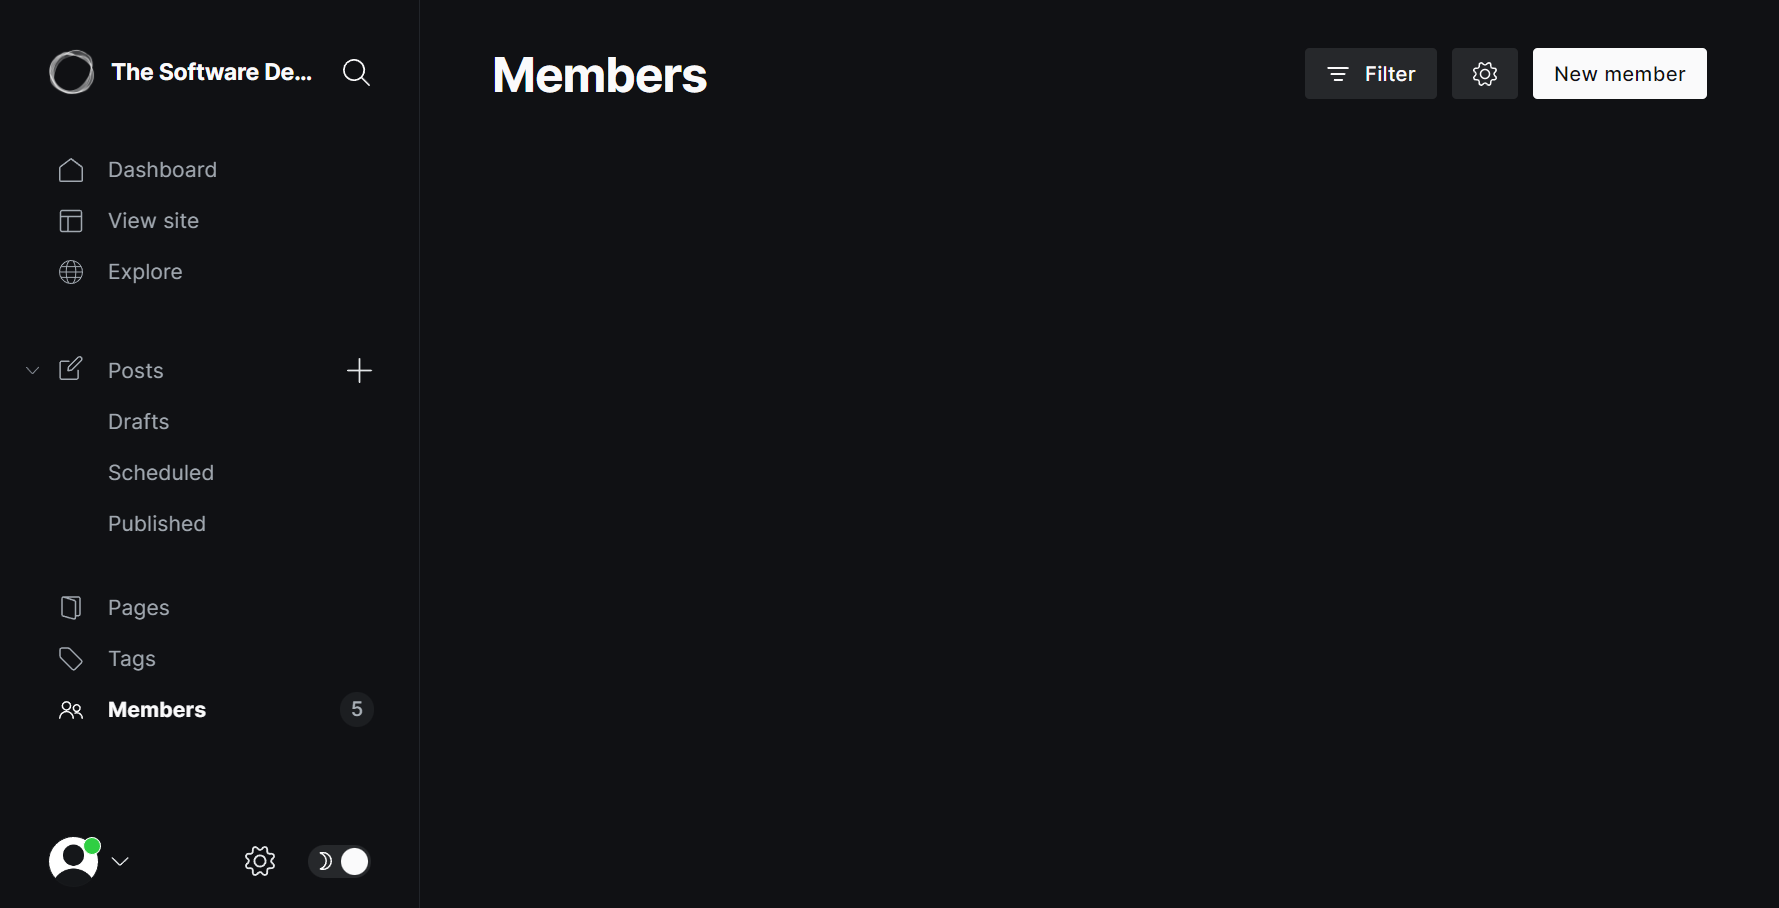 The Software De...
Dashboard
View site
Explore
Posts
Drafts
Scheduled
Published
Pages
Tags
Members
5
Members
Filter
New member